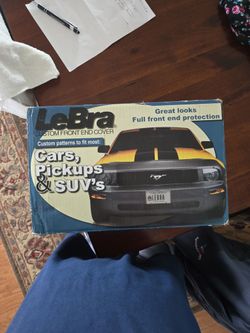 LeBra
CUSTOM FRONT END COVER
Custom patterns to fit most:
Cars,
Pickups
& SUV's
Great looks
Full front end protection
LEBRA